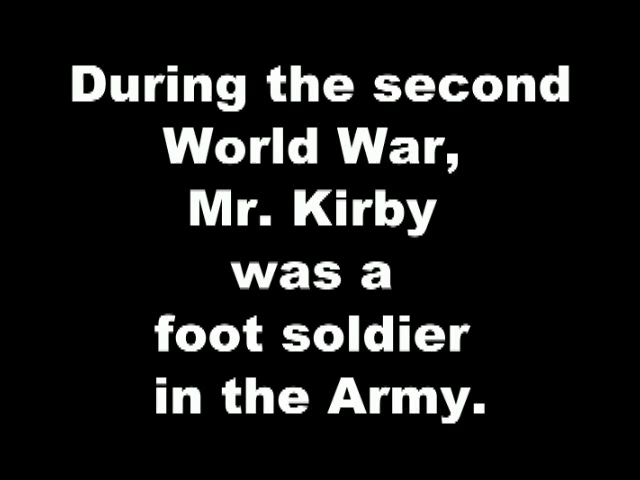 During the second
World War,
Mr. Kirby
was a
foot soldier
in the Army.